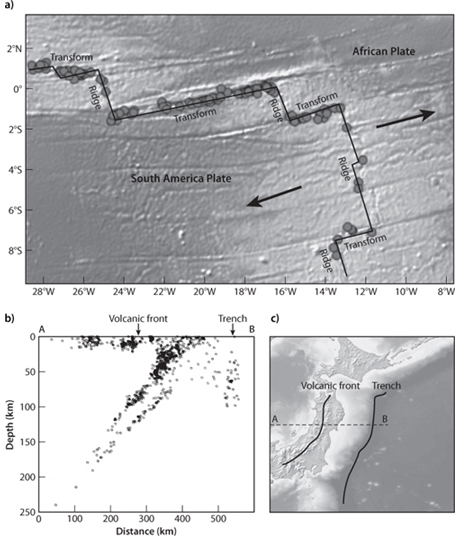 a)
2°N
0°
2°S
4°S
6°S
8°S
Transform
Ridge
Transform
Ridge
Transform
African Plate
South America Plate
Ridge
Transform
Ridge
28°W 26°W 24°W 22°W 20°W 18°W 16°W 14°W 12°W 10°W 8°W
b)
A
Volcanic front
Trench
B
0
50
100
150
200
250
Depth (km)
0 100 200 300 400 500
Distance (km)
c)
Volcanic front
Trench
A
B